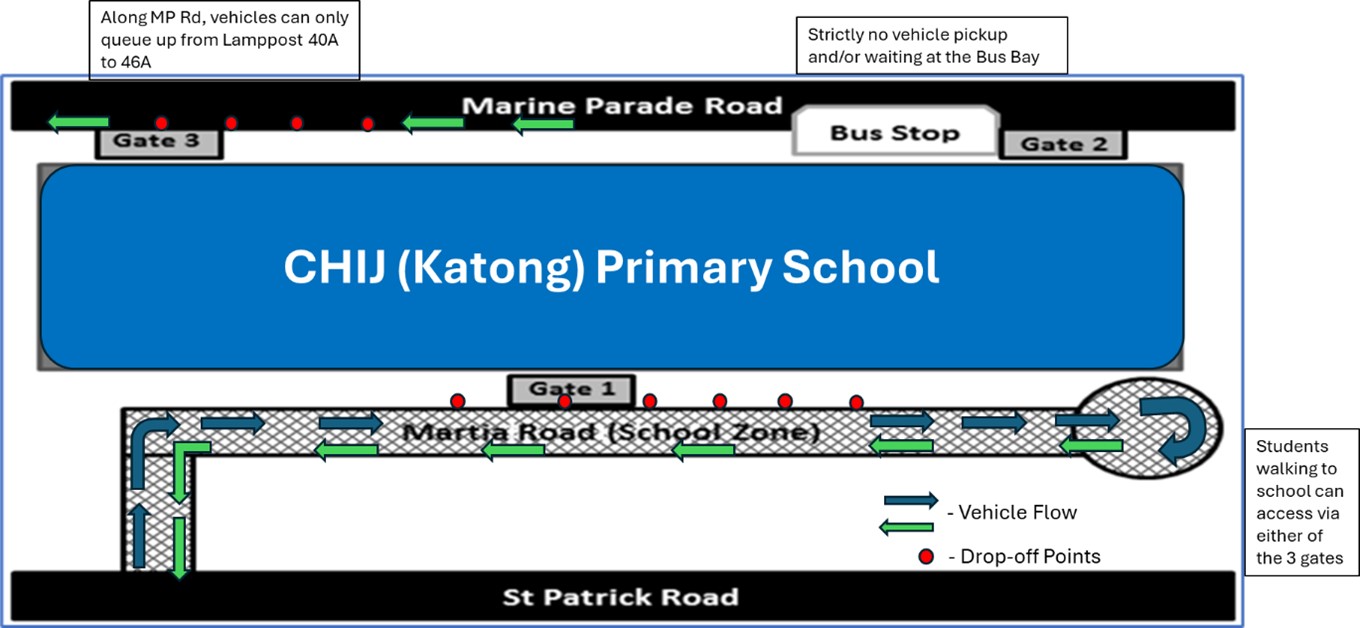 Along MP Rd, vehicles can only
queue up from Lamppost 40A
to 46A
Strictly no vehicle pickup
and/or waiting at the Bus Bay
Marine Parade Road
Bus Stop
Gate 3
Gate 2
CHIJ (Katong) Primary School
Gate 1
Martia Road (School Zone)
Students
walking to
school can
access via
either of
the 3 gates
- Vehicle Flow
- Drop-off Points
St Patrick Road